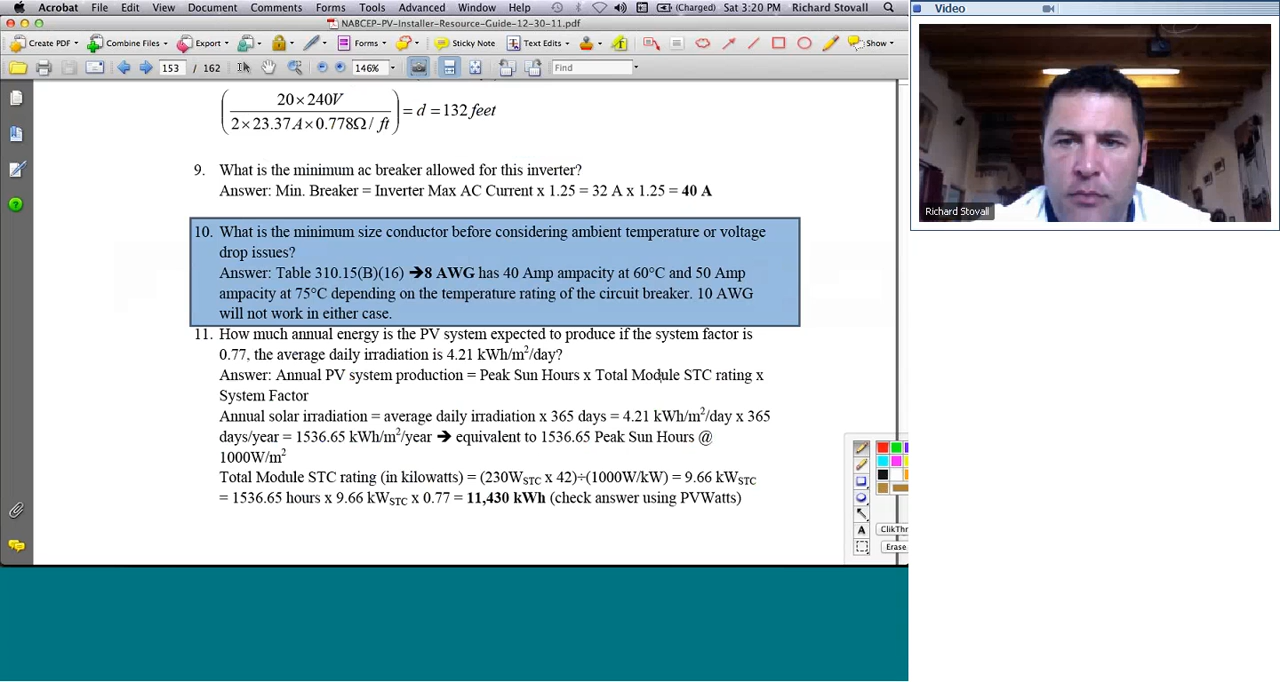 Acrobat File Edit View Document Comments Forms Tools Advanced Window Help (Charged) Sat 3:20 PM Richard Stovall
Video
NABCEP-PV-Installer-Resource-Guide-12-30-11.pdf
Create PDF Combine Files Export Forms Sticky Note Text Edits Show
153 / 162 146% Find
(20×240V / 2×23.37A×0.778Ω/ft) = d = 132 feet
9. What is the minimum ac breaker allowed for this inverter?
Answer: Min. Breaker = Inverter Max AC Current x 1.25 = 32 A x 1.25 = 40 A
10. What is the minimum size conductor before considering ambient temperature or voltage
drop issues?
Answer: Table 310.15(B)(16) ➔8 AWG has 40 Amp ampacity at 60°C and 50 Amp
ampacity at 75°C depending on the temperature rating of the circuit breaker. 10 AWG
will not work in either case.
11. How much annual energy is the PV system expected to produce if the system factor is
0.77, the average daily irradiation is 4.21 kWh/m²/day?
Answer: Annual PV system production = Peak Sun Hours x Total Module STC rating x
System Factor
Annual solar irradiation = average daily irradiation x 365 days = 4.21 kWh/m²/day x 365
days/year = 1536.65 kWh/m²/year ➔ equivalent to 1536.65 Peak Sun Hours @
1000W/m²
Total Module STC rating (in kilowatts) = (230WSTC x 42)÷(1000W/kW) = 9.66 kWSTC
= 1536.65 hours x 9.66 kWSTC x 0.77 = 11,430 kWh (check answer using PVWatts)
A
ClikThr
Erase
Richard Stovall